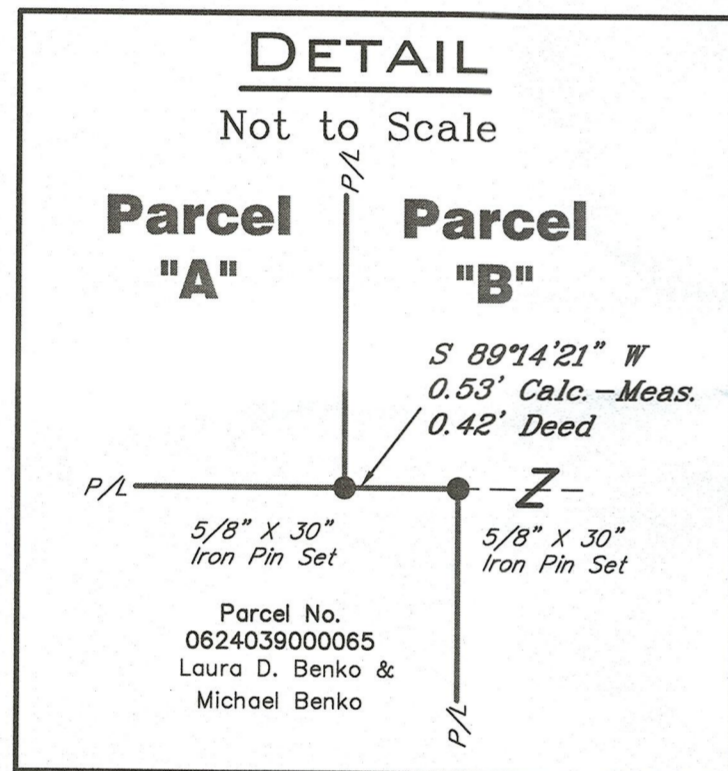 DETAIL
Not to Scale
P/L
Parcel
"A"
Parcel
"B"
S 89°14'21" W
0.53' Calc.-Meas.
0.42' Deed
P/L
Z
5/8" X 30"
Iron Pin Set
5/8" X 30"
Iron Pin Set
Parcel No.
0624039000065
Laura D. Benko &
Michael Benko
P/L